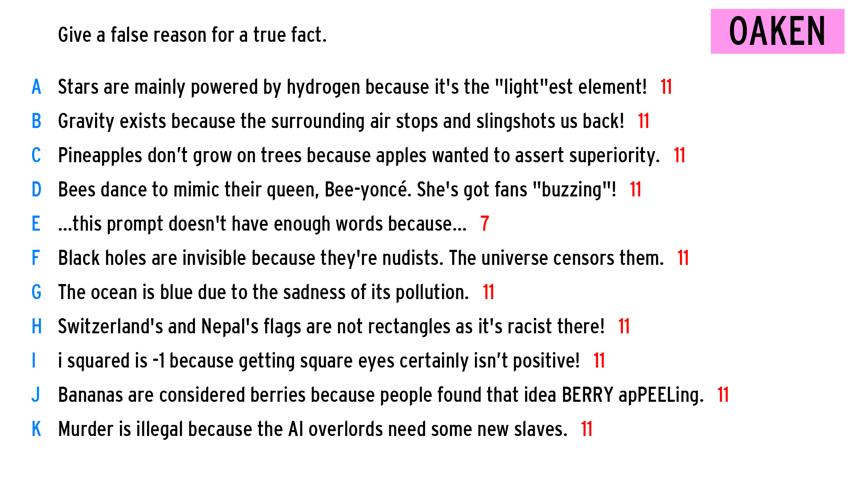 Give a false reason for a true fact.
OAKEN
A Stars are mainly powered by hydrogen because it's the "light"est element! 11
B Gravity exists because the surrounding air stops and slingshots us back! 11
C Pineapples don’t grow on trees because apples wanted to assert superiority. 11
D Bees dance to mimic their queen, Bee-yoncé. She's got fans "buzzing"! 11
E ...this prompt doesn't have enough words because... 7
F Black holes are invisible because they're nudists. The universe censors them. 11
G The ocean is blue due to the sadness of its pollution. 11
H Switzerland's and Nepal's flags are not rectangles as it's racist there! 11
I i squared is -1 because getting square eyes certainly isn’t positive! 11
J Bananas are considered berries because people found that idea BERRY apPEELing. 11
K Murder is illegal because the AI overlords need some new slaves. 11